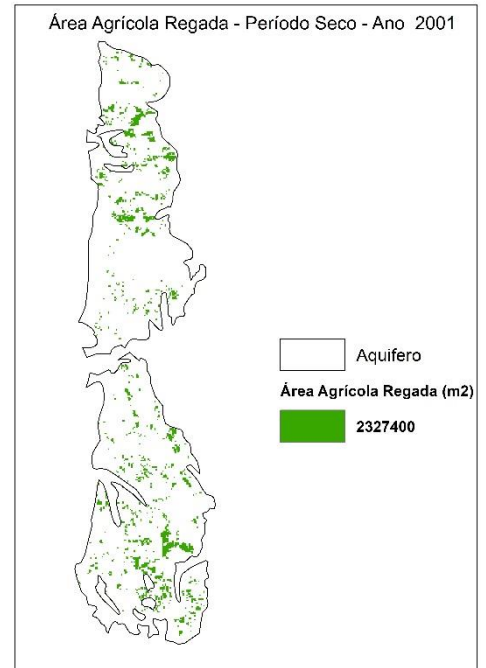 Área Agrícola Regada - Período Seco - Ano 2001
Aquifero
Área Agrícola Regada (m2)
2327400